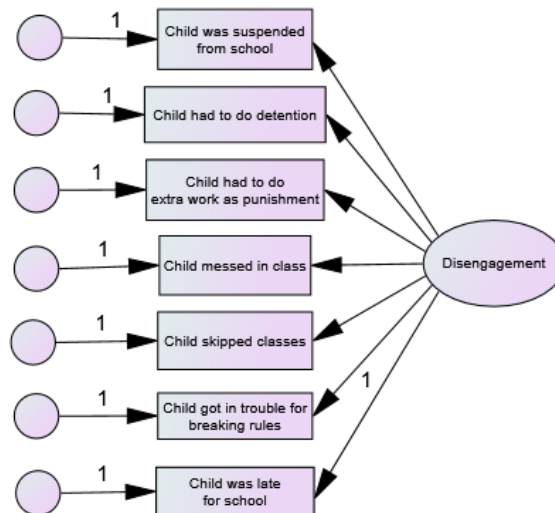 1
Child was suspended
from school
1
Child had to do detention
1
Child had to do
extra work as punishment
Disengagement
1
Child messed in class
1
Child skipped classes
1
1
Child got in trouble for
breaking rules
1
Child was late
for school